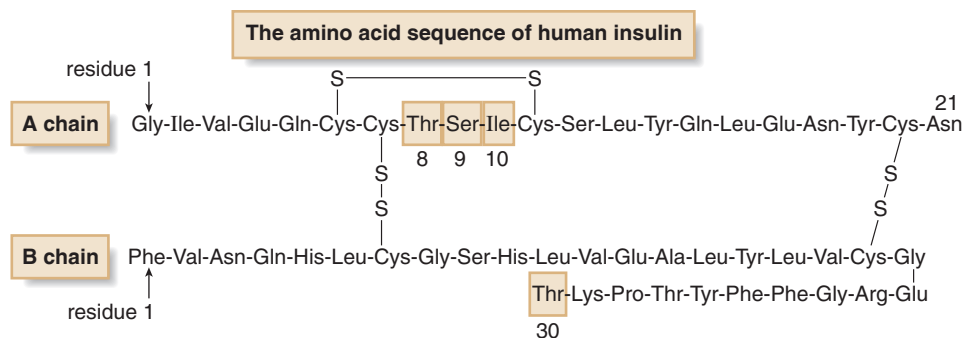 The amino acid sequence of human insulin
residue 1
S S
21
A chain Gly-Ile-Val-Glu-Gln-Cys-Cys-Thr-Ser-Ile-Cys-Ser-Leu-Tyr-Gln-Leu-Glu-Asn-Tyr-Cys-Asn
8 9 10
S S
S S
B chain Phe-Val-Asn-Gln-His-Leu-Cys-Gly-Ser-His-Leu-Val-Glu-Ala-Leu-Tyr-Leu-Val-Cys-Gly
Thr-Lys-Pro-Thr-Tyr-Phe-Phe-Gly-Arg-Glu
residue 1
30